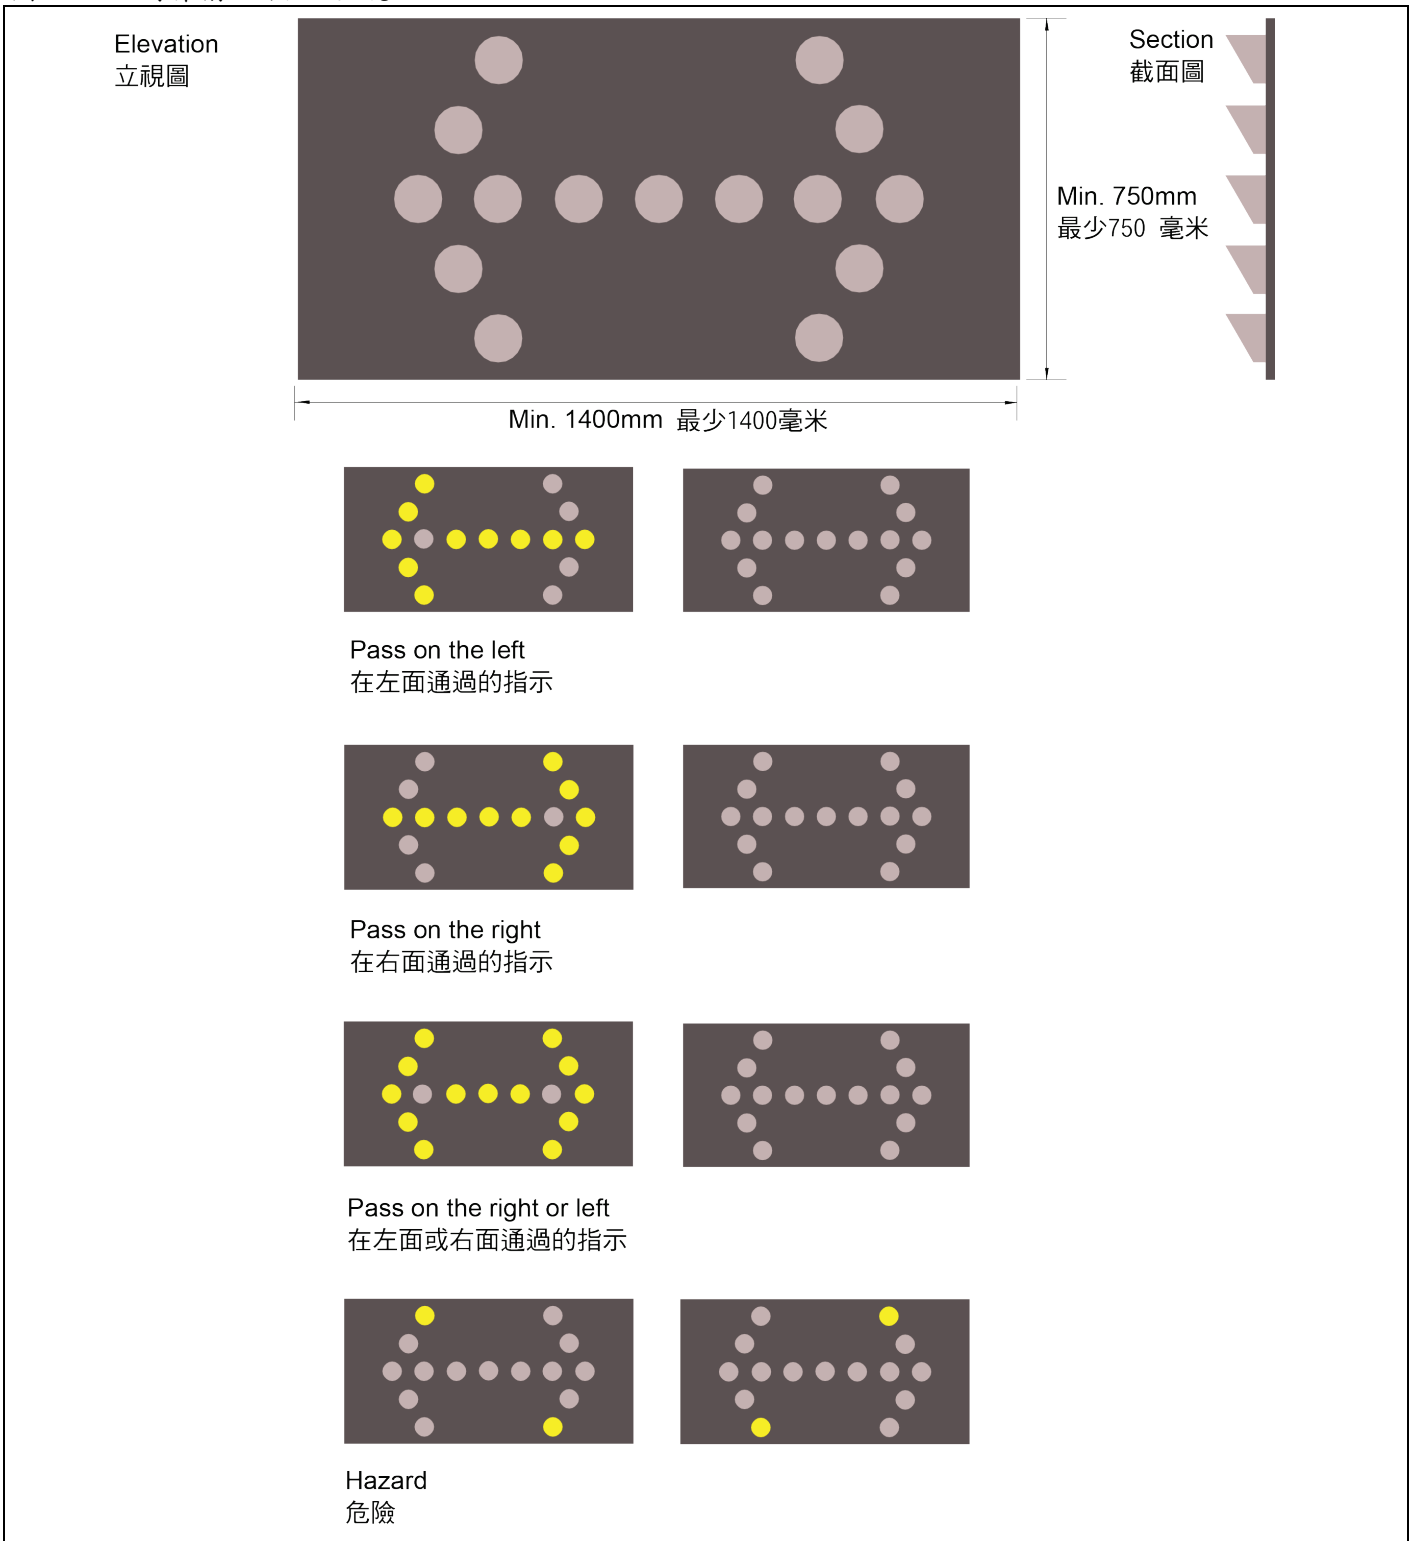 Elevation
立視圖
Section
截面圖
Min. 750mm
最少750 毫米
Min. 1400mm 最少1400毫米
Pass on the left
在左面通過的指示
Pass on the right
在右面通過的指示
Pass on the right or left
在左面或右面通過的指示
Hazard
危險